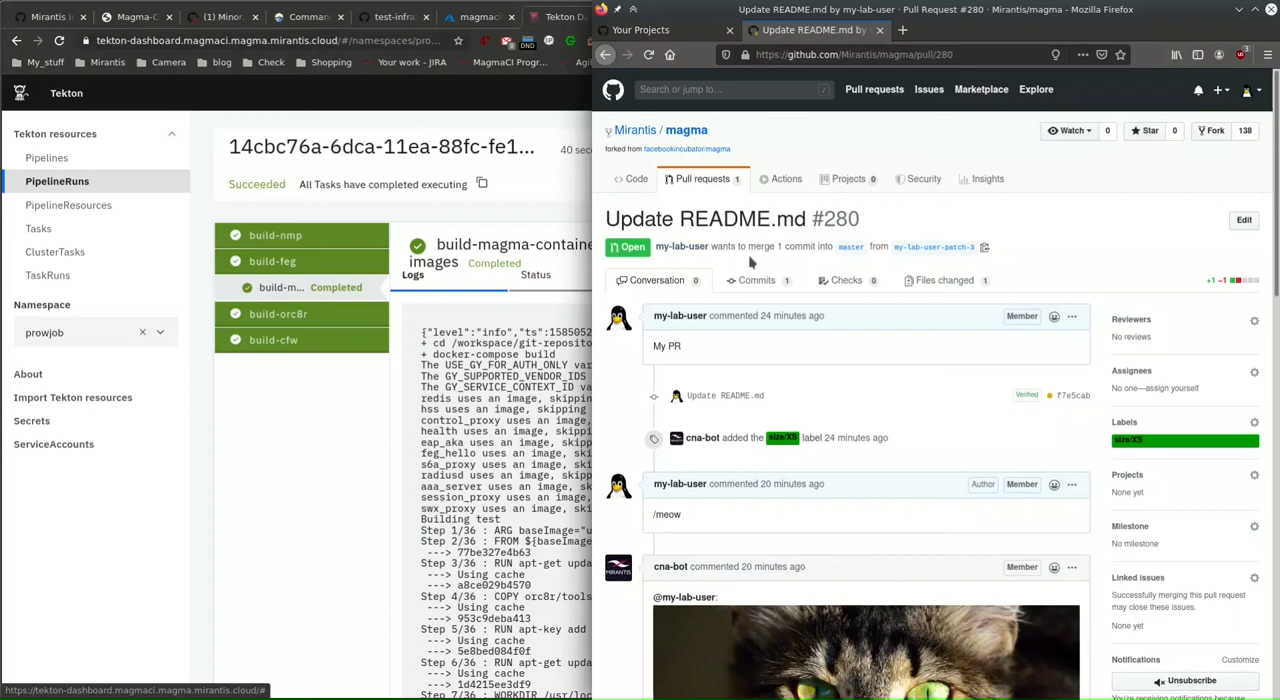 Mirantis In
Magma-C
(1) Minor
Comman
test-infra
magmaci
Tekton D
tekton-dashboard.magmaci.magma.mirantis.cloud/#/namespaces/pro...
DND
My_stuff
Mirantis
Camera
blog
Check
Shopping
Your work - JIRA
MagmaCI Progr...
Agil
Tekton
Tekton resources
Pipelines
PipelineRuns
PipelineResources
Tasks
ClusterTasks
TaskRuns
Namespace
prowjob
About
Import Tekton resources
Secrets
ServiceAccounts
https://tekton-dashboard.magmaci.magma.mirantis.cloud/#
14cbc76a-6dca-11ea-88fc-fe1...
40 sec
Succeeded All Tasks have completed executing
build-nmp
build-feg
build-m... Completed
build-orc8r
build-cfw
build-magma-containe
images Completed
Logs Status
{"level":"info","ts":1585052
+ cd /workspace/git-reposito
+ docker-compose build
The USE_GY_FOR_AUTH_ONLY var
The GY_SUPPORTED_VENDOR_IDS
The GY_SERVICE_CONTEXT_ID va
redis uses an image, skippin
hss uses an image, skipping
control_proxy uses an image,
health uses an image, skippi
eap_aka uses an image, skipp
feg_hello uses an image, ski
s6a_proxy uses an image, ski
radiusd uses an image, skipp
aaa_server uses an image, sk
session_proxy uses an image,
swx_proxy uses an image, ski
Building test
Step 1/36 : ARG baseImage="u
Step 2/36 : FROM ${baseImage
---> 77be327e4b63
Step 3/36 : RUN apt-get upda
---> Using cache
---> a8ce029b4570
Step 4/36 : COPY orc8r/tools
---> Using cache
---> 953c9deba413
Step 5/36 : RUN apt-key add
---> Using cache
---> 5e8bed084f0f
Step 6/36 : RUN apt-get upda
---> Using cache
---> 1d4215ee3df9
Step 7/36 : WORKDIR /usr/loc
Update README.md by my-lab-user · Pull Request #280 · Mirantis/magma - Mozilla Firefox
Your Projects
Update README.md by
https://github.com/Mirantis/magma/pull/280
3
Search or jump to... /
Pull requests Issues Marketplace Explore
Mirantis / magma
forked from facebookincubator/magma
Watch 0
Star 0
Fork 138
Code
Pull requests 1
Actions
Projects 0
Security
Insights
Update README.md #280
Edit
Open my-lab-user wants to merge 1 commit into master from my-lab-user-patch-3
Conversation 0
Commits 1
Checks 0
Files changed 1
+1 −1
my-lab-user commented 24 minutes ago Member
My PR
Update README.md Verified f7e5cab
cna-bot added the size/XS label 24 minutes ago
my-lab-user commented 20 minutes ago Author Member
/meow
MIRANTIS
cna-bot commented 20 minutes ago Member
@my-lab-user:
Reviewers
No reviews
Assignees
No one—assign yourself
Labels
size/XS
Projects
None yet
Milestone
No milestone
Linked issues
Successfully merging this pull request
may close these issues.
None yet
Notifications Customize
Unsubscribe
You're receiving notifications because